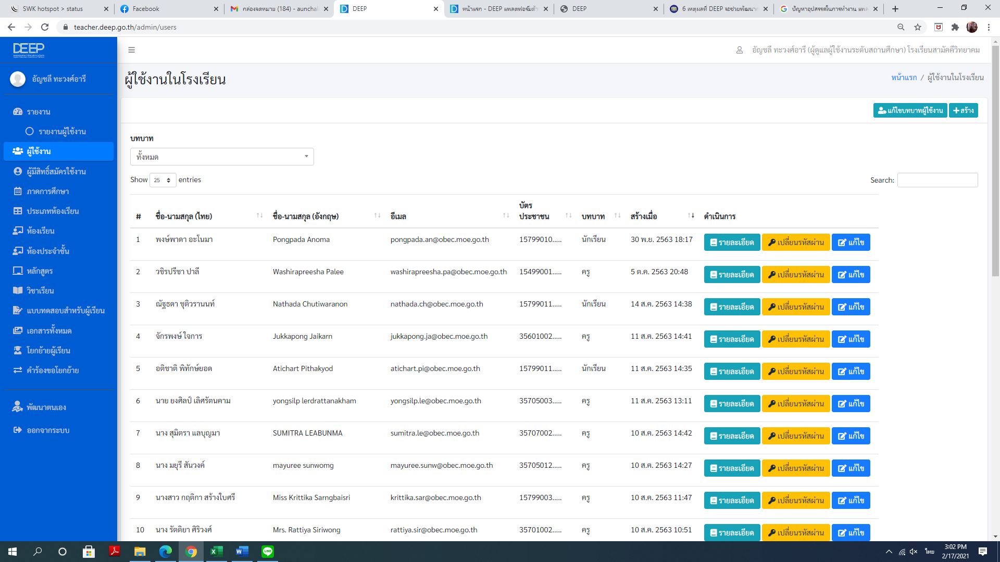 SWK hotspot > status
Facebook
กล่องจดหมาย (184) - aunchal
DEEP
หน้าแรก - DEEP แพลตฟอร์มด้า
DEEP
6 เหตุผลที่ DEEP จะช่วยพัฒนา
ปัญหาอุปสรรคในการทํางาน แพล
teacher.deep.go.th/admin/users
DEEP
อัญชลี ทะวงศ์อารี (ผู้ดูแลผู้ใช้งานระดับสถานศึกษา) โรงเรียนสามัคคีวิทยาคม
อัญชลี ทะวงศ์อารี
รายงาน
รายงานผู้ใช้งาน
ผู้ใช้งาน
ผู้มีสิทธิ์สมัครใช้งาน
ภาคการศึกษา
ประเภทห้องเรียน
ห้องเรียน
ห้องประจำชั้น
หลักสูตร
วิชาเรียน
แบบทดสอบสำหรับผู้เรียน
เอกสารทั้งหมด
โยกย้ายผู้เรียน
คำร้องขอโยกย้าย
พัฒนาตนเอง
ออกจากระบบ
ผู้ใช้งานในโรงเรียน
หน้าแรก / ผู้ใช้งานในโรงเรียน
แก้ไขบทบาทผู้ใช้งาน สร้าง
บทบาท
ทั้งหมด
Show 25 entries
Search:
# ชื่อ-นามสกุล (ไทย) ชื่อ-นามสกุล (อังกฤษ) อีเมล บัตรประชาชน บทบาท สร้างเมื่อ ดำเนินการ
1 พงษ์พาดา อะโนมา Pongpada Anoma pongpada.an@obec.moe.go.th 15799010..... นักเรียน 30 พ.ย. 2563 18:17 รายละเอียด เปลี่ยนรหัสผ่าน แก้ไข
2 วชิรปรีชา ปาลี Washirapreesha Palee washirapreesha.pa@obec.moe.go.th 15499001..... ครู 5 ต.ค. 2563 20:48 รายละเอียด เปลี่ยนรหัสผ่าน แก้ไข
3 ณัฐธดา ชุติวรานนท์ Nathada Chutiwaranon nathada.ch@obec.moe.go.th 15799011..... นักเรียน 14 ส.ค. 2563 14:38 รายละเอียด เปลี่ยนรหัสผ่าน แก้ไข
4 จักรพงษ์ ใจการ Jukkapong Jaikarn jukkapong.ja@obec.moe.go.th 35601002..... ครู 11 ส.ค. 2563 14:41 รายละเอียด เปลี่ยนรหัสผ่าน แก้ไข
5 อติชาติ พิทักษ์ยอด Atichart Pithakyod atichart.pi@obec.moe.go.th 15799011..... นักเรียน 11 ส.ค. 2563 14:35 รายละเอียด เปลี่ยนรหัสผ่าน แก้ไข
6 นาย ยงศิลป์ เลิศรัตนคาม yongsilp lerdrattanakham yongsilp.le@obec.moe.go.th 35705003..... ครู 11 ส.ค. 2563 13:11 รายละเอียด เปลี่ยนรหัสผ่าน แก้ไข
7 นาง สุมิตรา แลบุญมา SUMITRA LEABUNMA sumitra.le@obec.moe.go.th 35707002..... ครู 10 ส.ค. 2563 14:42 รายละเอียด เปลี่ยนรหัสผ่าน แก้ไข
8 นาง มยุรี สันวงค์ mayuree sunwomg mayuree.sunw@obec.moe.go.th 35705012..... ครู 10 ส.ค. 2563 14:27 รายละเอียด เปลี่ยนรหัสผ่าน แก้ไข
9 นางสาว กฤติกา สร้างใบศรี Miss Krittika Sarngbaisri krittika.sar@obec.moe.go.th 15799003..... ครู 10 ส.ค. 2563 11:47 รายละเอียด เปลี่ยนรหัสผ่าน แก้ไข
10 นาง รัตติยา ศิริวงศ์ Mrs. Rattiya Siriwong rattiya.sir@obec.moe.go.th 35701002..... ครู 10 ส.ค. 2563 10:51 รายละเอียด เปลี่ยนรหัสผ่าน แก้ไข
ไทย
3:02 PM
2/17/2021